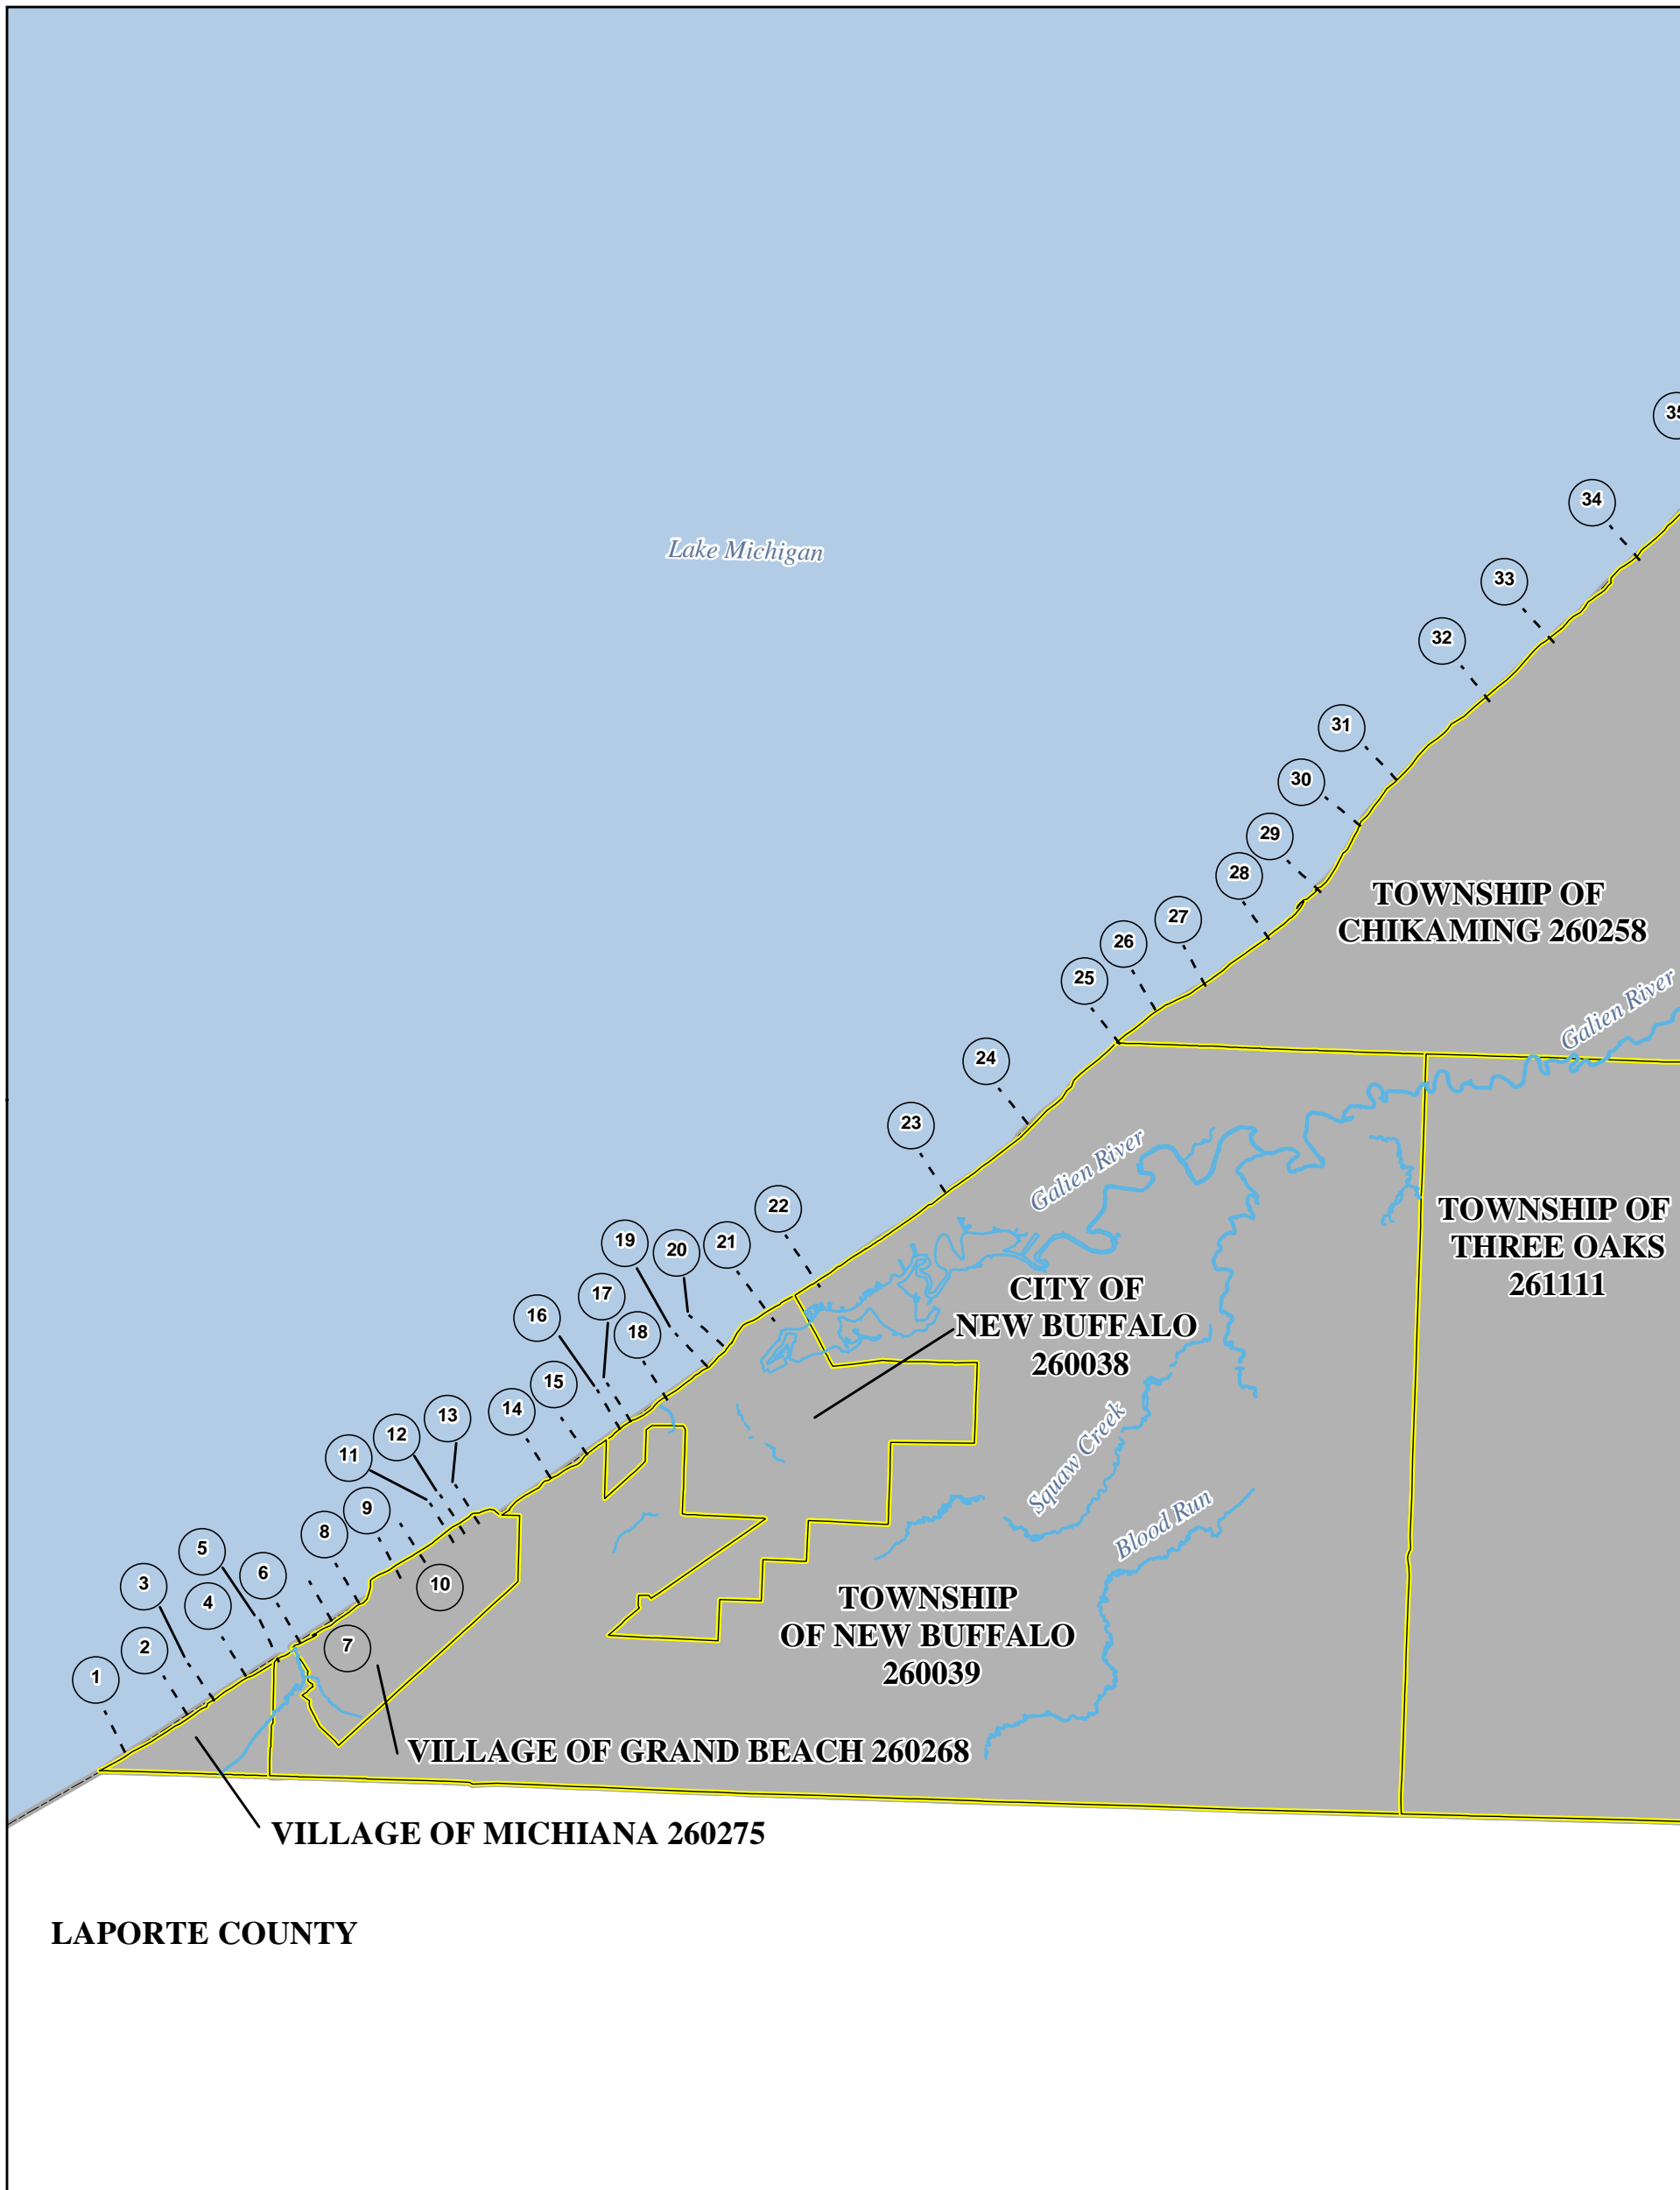 35
34
Lake Michigan
33
32
31
30
29
28
TOWNSHIP OF
CHIKAMING 260258
27
26
25
Galien River
24
23
Galien River
22
TOWNSHIP OF
THREE OAKS
261111
21
20
19
CITY OF
NEW BUFFALO
260038
18
17
16
15
14
13
12
11
Squaw Creek
Blood Run
10
9
8
7
6
5
4
3
2
1
TOWNSHIP
OF NEW BUFFALO
260039
VILLAGE OF GRAND BEACH 260268
VILLAGE OF MICHIANA 260275
LAPORTE COUNTY